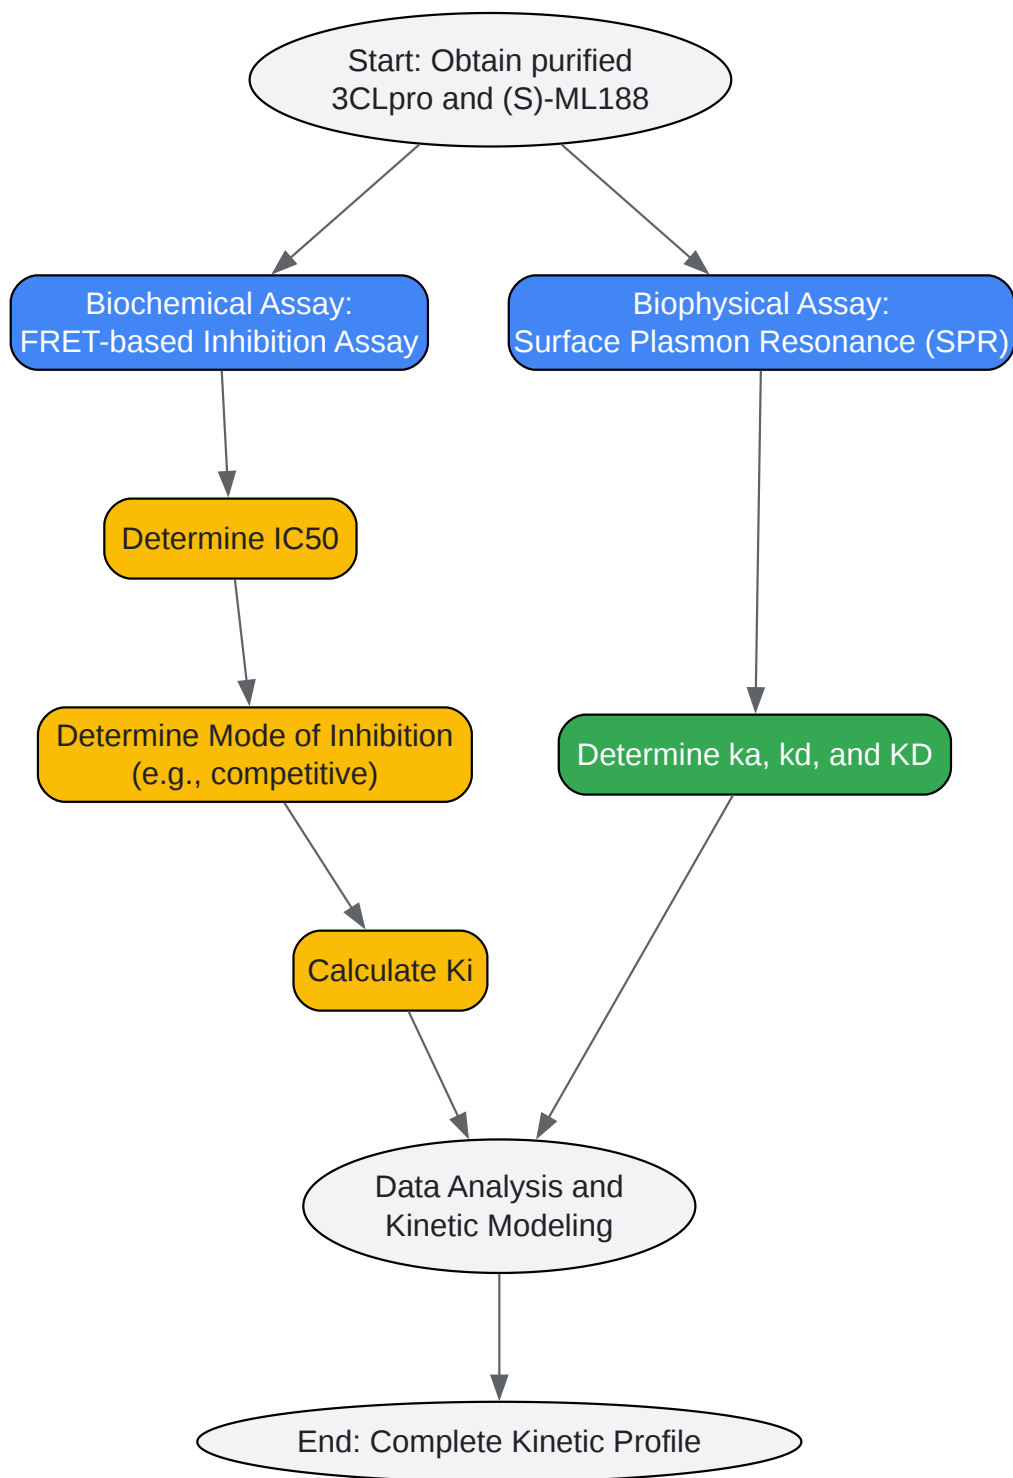 Start: Obtain purified
3CLpro and (S)-ML188
Biochemical Assay:
FRET-based Inhibition Assay
Biophysical Assay:
Surface Plasmon Resonance (SPR)
Determine IC50
Determine Mode of Inhibition
(e.g., competitive)
Determine ka, kd, and KD
Calculate Ki
Data Analysis and
Kinetic Modeling
End: Complete Kinetic Profile